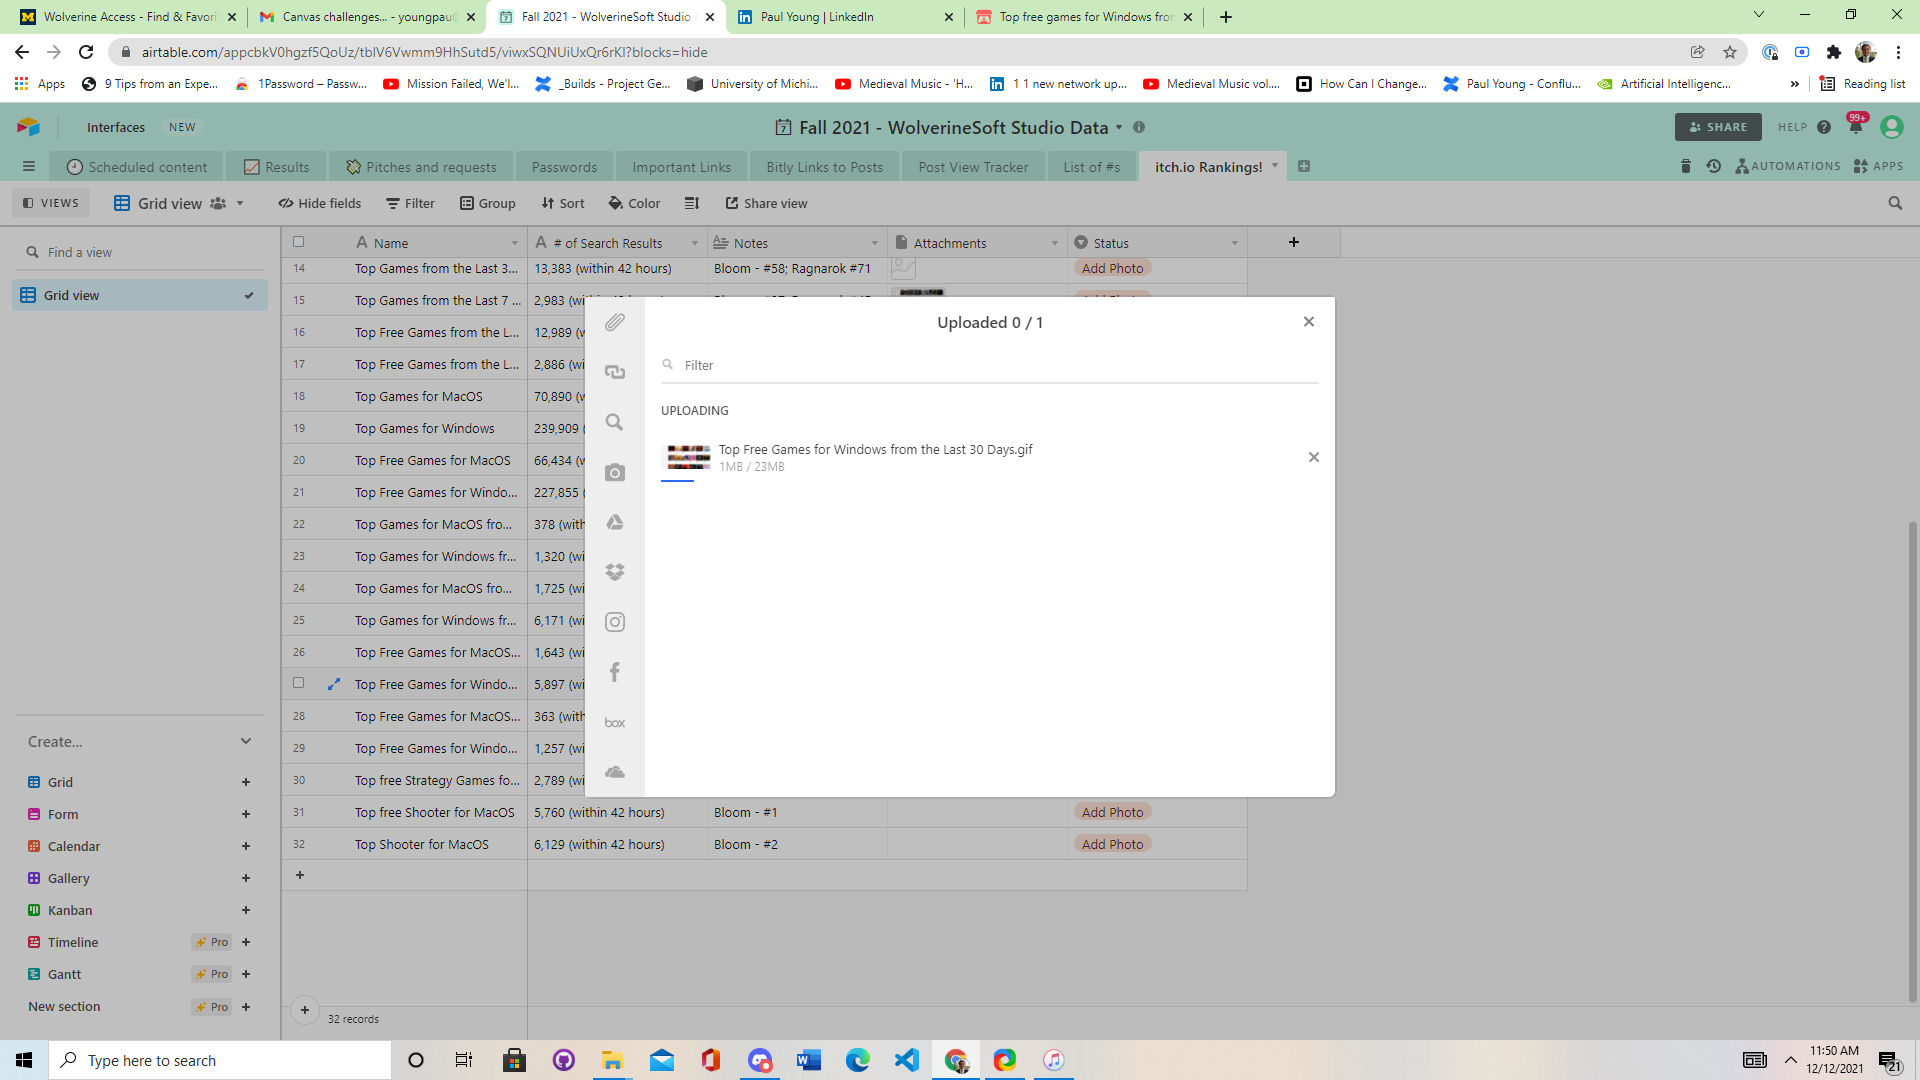 Wolverine Access - Find & Favori
Canvas challenges... - youngpau
Fall 2021 - WolverineSoft Studio
Paul Young | LinkedIn
Top free games for Windows from
airtable.com/appcbkV0hgzf5QoUz/tblV6Vwmm9HhSutd5/viwxSQNUiUxQr6rKl?blocks=hide
Apps
9 Tips from an Expe...
1Password – Passw...
Mission Failed, We'l...
_Builds - Project Ge...
University of Michi...
Medieval Music - 'H...
1 1 new network up...
Medieval Music vol....
How Can I Change...
Paul Young - Conflu...
Artificial Intelligenc...
»
Reading list
Interfaces NEW
Fall 2021 - WolverineSoft Studio Data
SHARE
HELP
99+
Scheduled content
Results
Pitches and requests
Passwords
Important Links
Bitly Links to Posts
Post View Tracker
List of #s
itch.io Rankings!
AUTOMATIONS
APPS
VIEWS
Grid view
Hide fields
Filter
Group
Sort
Color
Share view
Find a view
Grid view
Name
# of Search Results
Notes
Attachments
Status
14 Top Games from the Last 3... 13,383 (within 42 hours) Bloom - #58; Ragnarok #71 Add Photo
15 Top Games from the Last 7 ... 2,983
16 Top Free Games from the L... 12,989 (w
17 Top Free Games from the L... 2,886 (wi
18 Top Games for MacOS 70,890 (w
19 Top Games for Windows 239,909 (
20 Top Free Games for MacOS 66,434 (w
21 Top Free Games for Windo... 227,855 (
22 Top Games for MacOS fro... 378 (with
23 Top Games for Windows fr... 1,320 (wi
24 Top Games for MacOS fro... 1,725 (wi
25 Top Games for Windows fr... 6,171 (wi
26 Top Free Games for MacOS... 1,643 (wi
Top Free Games for Windo... 5,897 (wi
28 Top Free Games for MacOS... 363 (with
29 Top Free Games for Windo... 1,257 (wi
30 Top free Strategy Games fo... 2,789 (wi
31 Top free Shooter for MacOS 5,760 (within 42 hours) Bloom - #1 Add Photo
32 Top Shooter for MacOS 6,129 (within 42 hours) Bloom - #2 Add Photo
32 records
Uploaded 0 / 1
Filter
UPLOADING
Top Free Games for Windows from the Last 30 Days.gif
1MB / 23MB
box
Create...
Grid
Form
Calendar
Gallery
Kanban
Timeline Pro
Gantt Pro
New section Pro
Type here to search
11:50 AM
12/12/2021
21